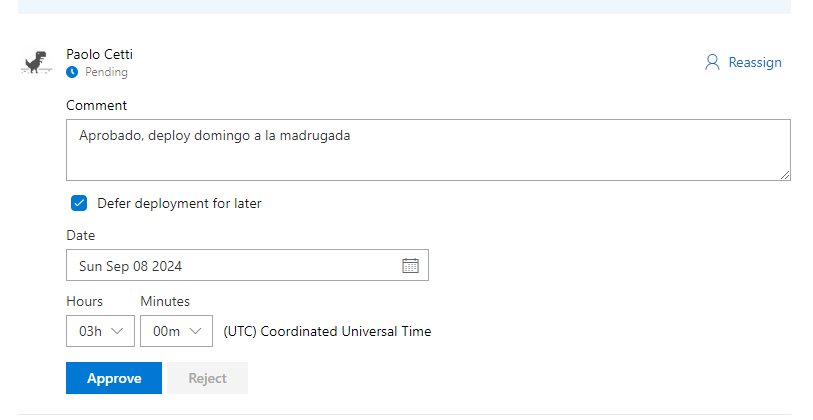 Paolo Cetti
Pending
Reassign
Comment
Aprobado, deploy domingo a la madrugada
Defer deployment for later
Date
Sun Sep 08 2024
Hours Minutes
03h 00m (UTC) Coordinated Universal Time
Approve Reject